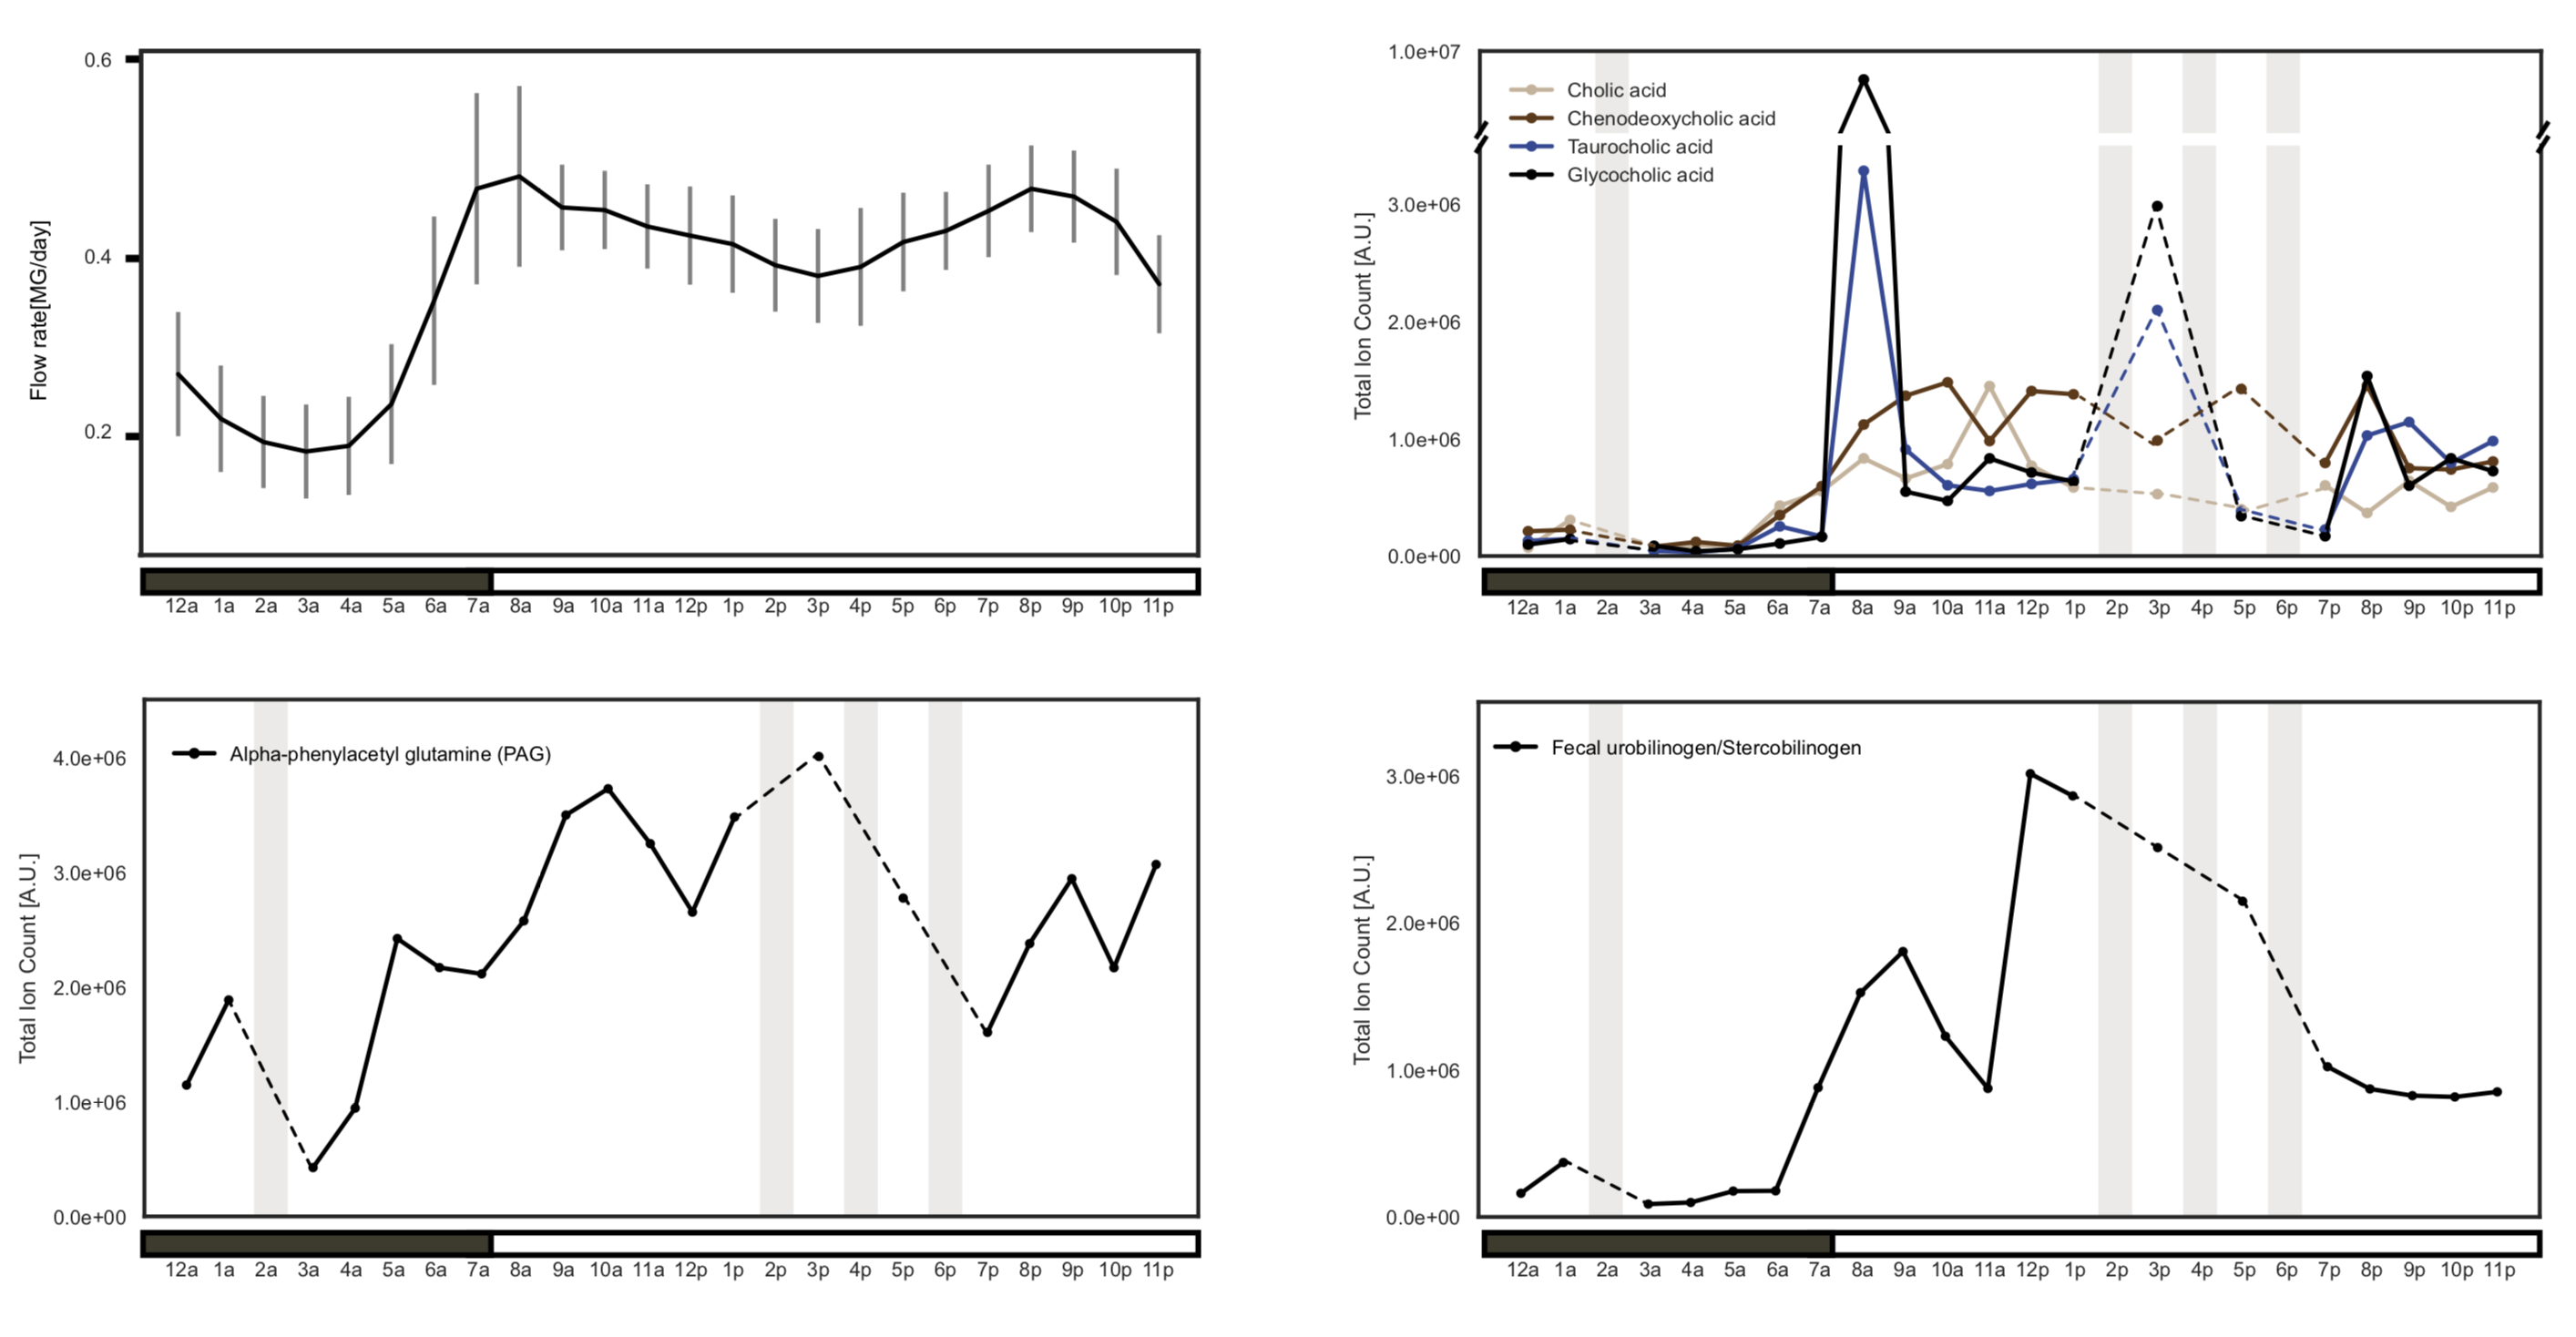 0.6
0.4
0.2
Flow rate[MG/day]
12a 1a 2a 3a 4a 5a 6a 7a 8a 9a 10a 11a 12p 1p 2p 3p 4p 5p 6p 7p 8p 9p 10p 11p
1.0e+07
3.0e+06
2.0e+06
1.0e+06
0.0e+00
Total Ion Count [A.U.]
Cholic acid
Chenodeoxycholic acid
Taurocholic acid
Glycocholic acid
12a 1a 2a 3a 4a 5a 6a 7a 8a 9a 10a 11a 12p 1p 2p 3p 4p 5p 6p 7p 8p 9p 10p 11p
4.0e+06
3.0e+06
2.0e+06
1.0e+06
0.0e+00
Total Ion Count [A.U.]
Alpha-phenylacetyl glutamine (PAG)
12a 1a 2a 3a 4a 5a 6a 7a 8a 9a 10a 11a 12p 1p 2p 3p 4p 5p 6p 7p 8p 9p 10p 11p
3.0e+06
2.0e+06
1.0e+06
0.0e+00
Total Ion Count [A.U.]
Fecal urobilinogen/Stercobilinogen
12a 1a 2a 3a 4a 5a 6a 7a 8a 9a 10a 11a 12p 1p 2p 3p 4p 5p 6p 7p 8p 9p 10p 11p